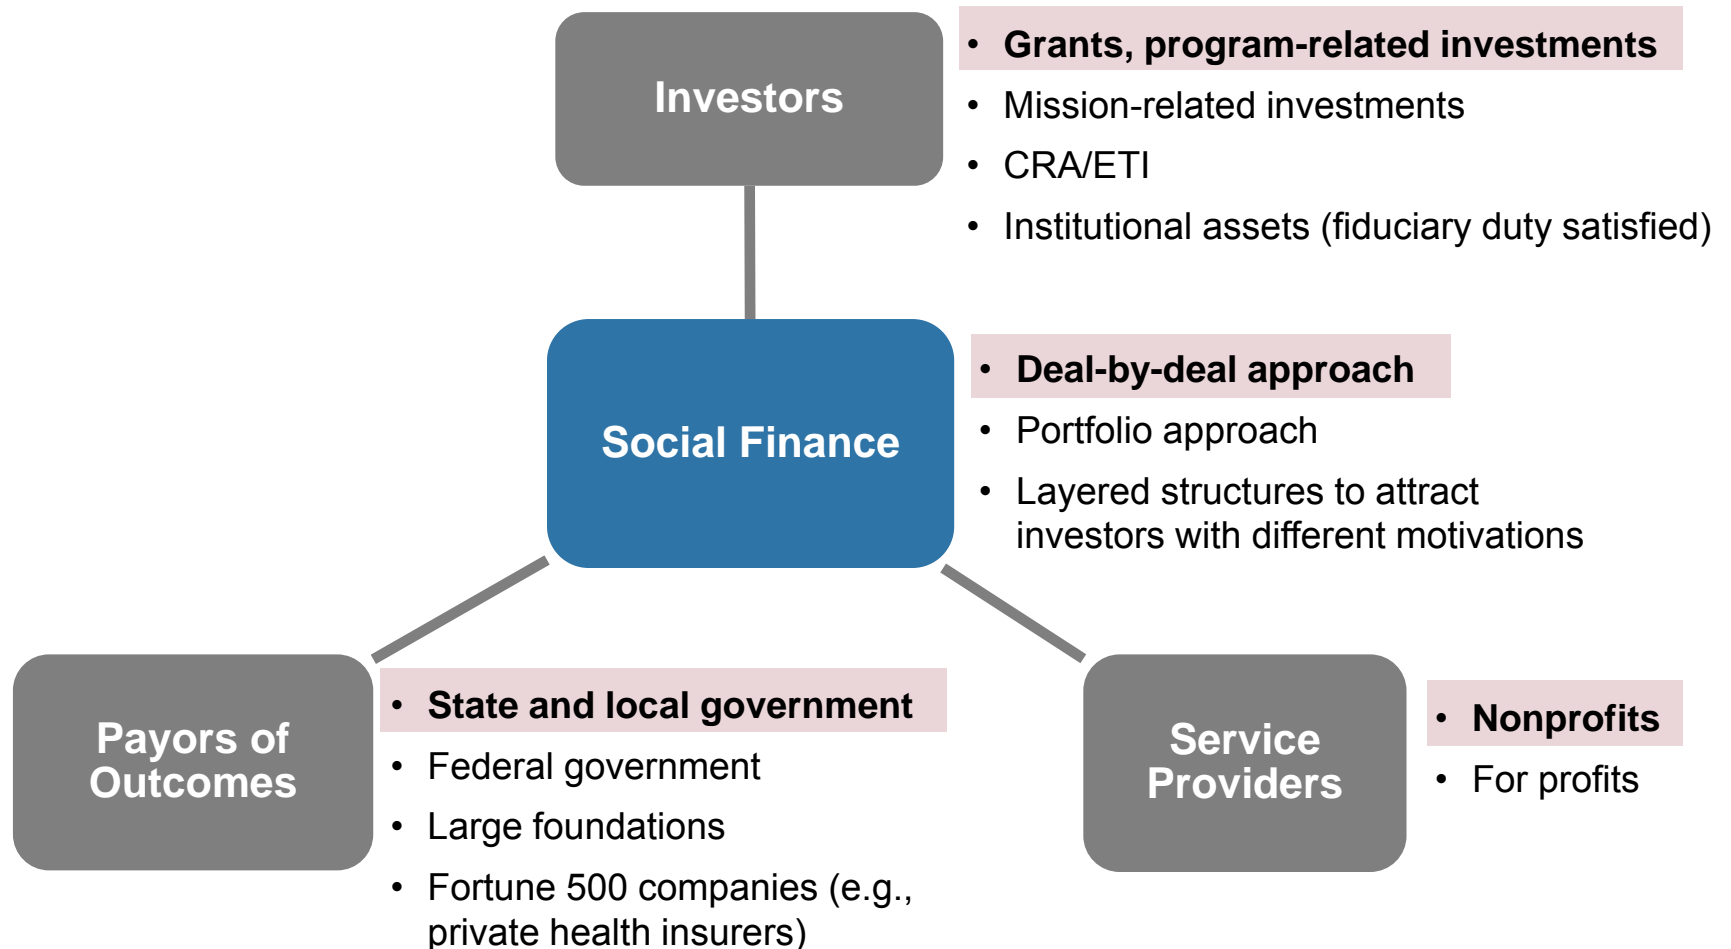 Investors
• Grants, program-related investments
• Mission-related investments
• CRA/ETI
• Institutional assets (fiduciary duty satisfied)
Social Finance
• Deal-by-deal approach
• Portfolio approach
• Layered structures to attract
investors with different motivations
Payors of
Outcomes
• State and local government
• Federal government
• Large foundations
• Fortune 500 companies (e.g.,
private health insurers)
Service
Providers
• Nonprofits
• For profits